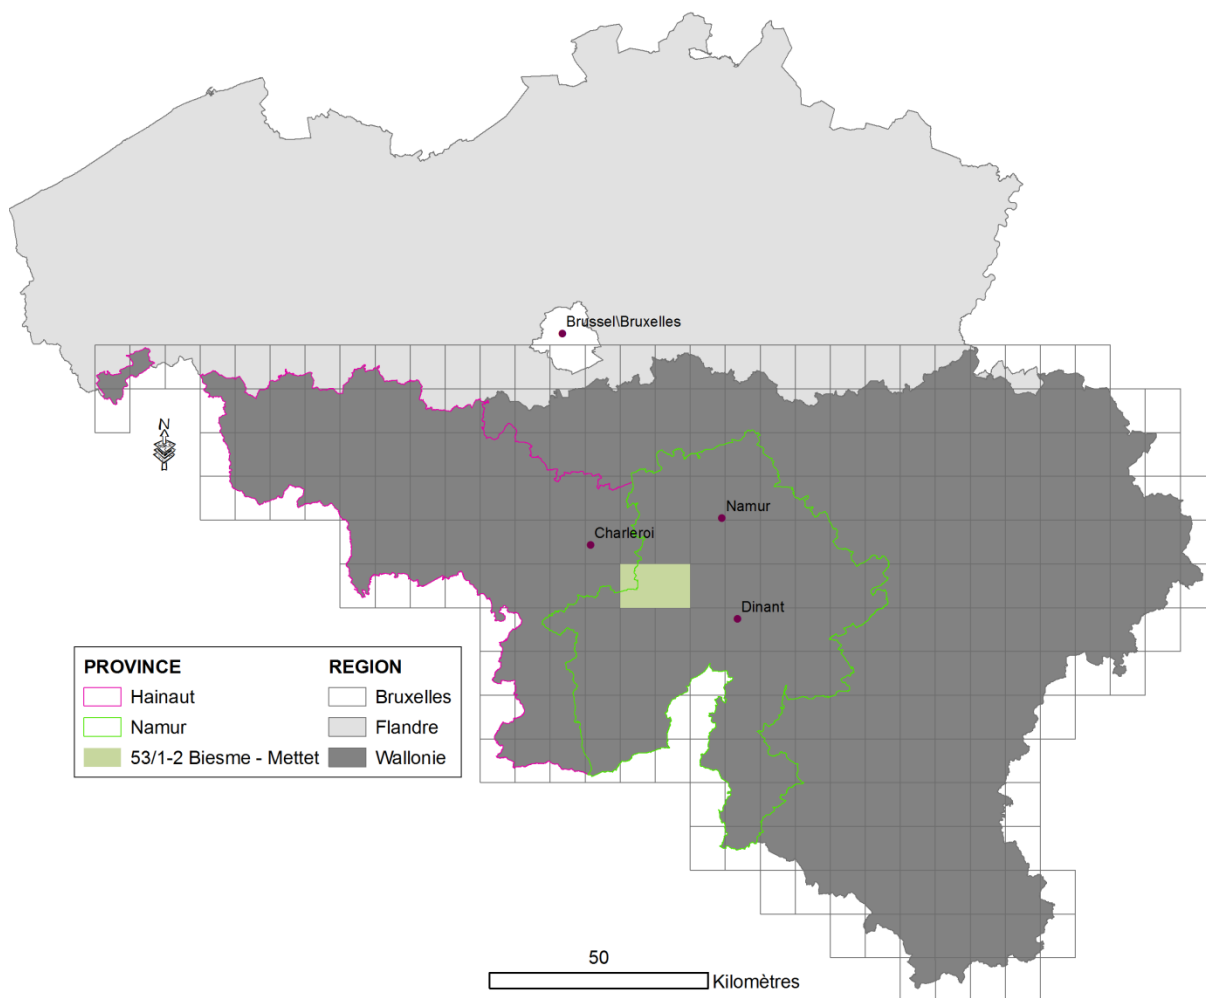 Brussel\Bruxelles
N
Namur
Charleroi
Dinant
PROVINCE
REGION
Hainaut
Bruxelles
Namur
Flandre
53/1-2 Biesme - Mettet
Wallonie
50
Kilomètres